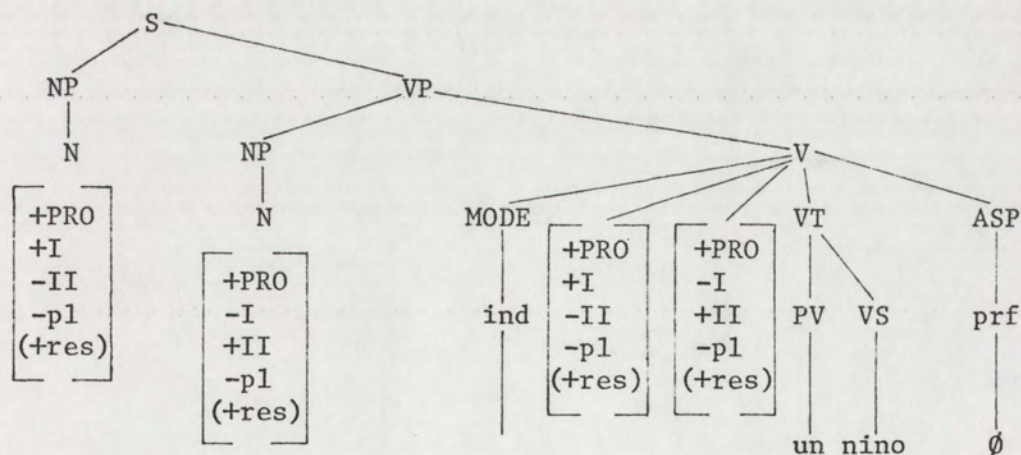 S
NP VP
N NP V
N MODE VT ASP
+PRO +PRO +PRO
+I +PRO +I -I
-II -I ind -II +II PV VS prf
-pl +II -pl -pl
(+res) -pl (+res) (+res)
(+res)
un nino Ø